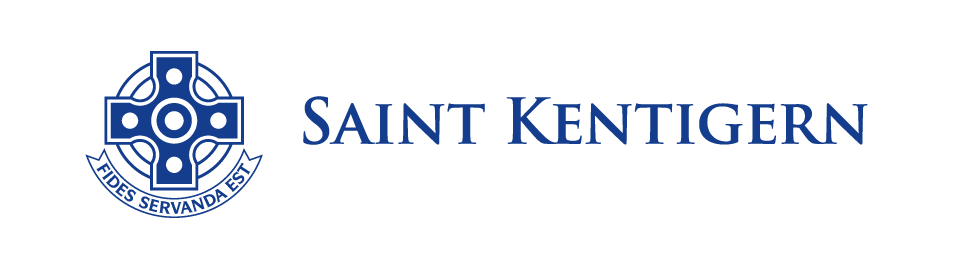 SAINT KENTIGERN
FIDES SERVANDA EST